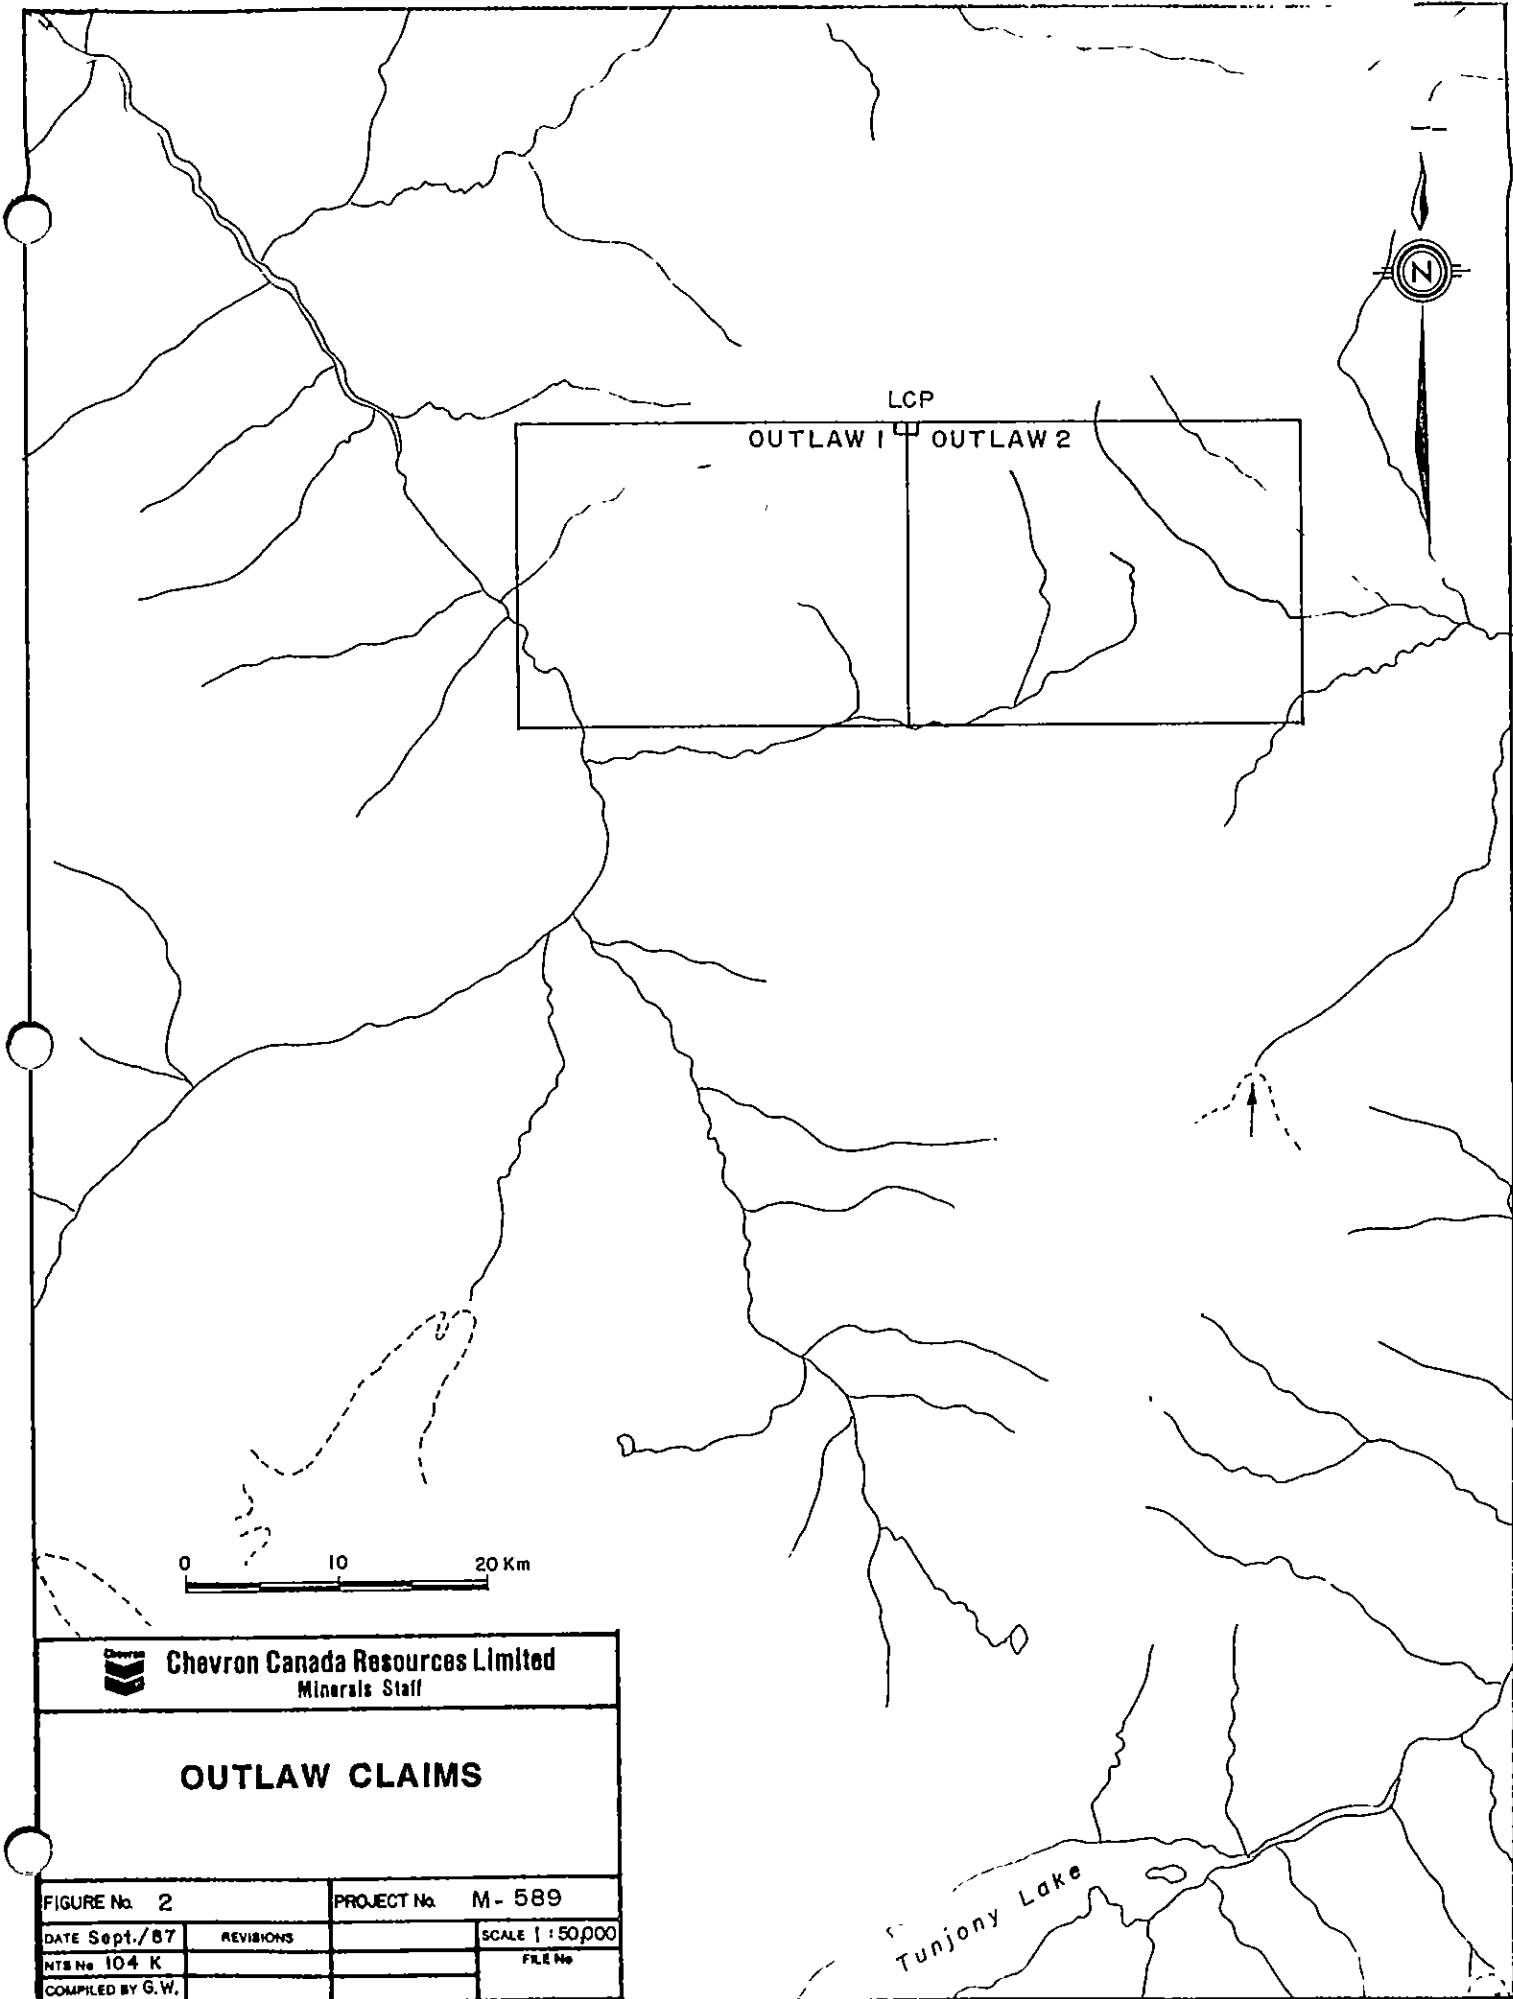 N
LCP
OUTLAW 1 OUTLAW 2
0 10 20 Km
Chevron
Chevron Canada Resources Limited
Minerals Staff
OUTLAW CLAIMS
FIGURE No. 2 PROJECT No. M-589
DATE Sept./87 REVISIONS SCALE 1:50,000
NTS No 104 K FILE No
COMPILED BY G.W.
Tunjony Lake